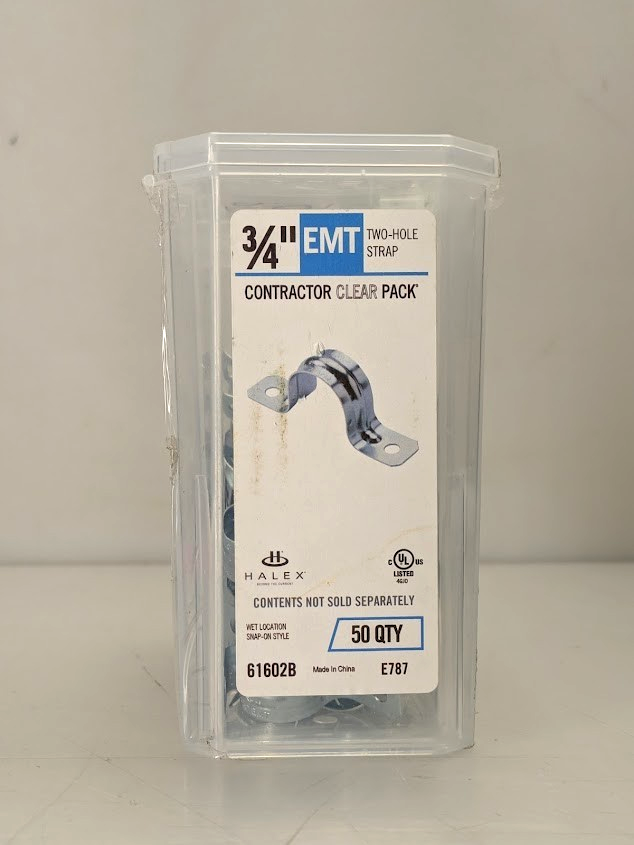 3/4" EMT TWO-HOLE
STRAP
CONTRACTOR CLEAR PACK®
H
HALEX®
c UL US
LISTED
CONTENTS NOT SOLD SEPARATELY
WET LOCATION
SNAP-ON STYLE
50 QTY
61602B Made In China E787